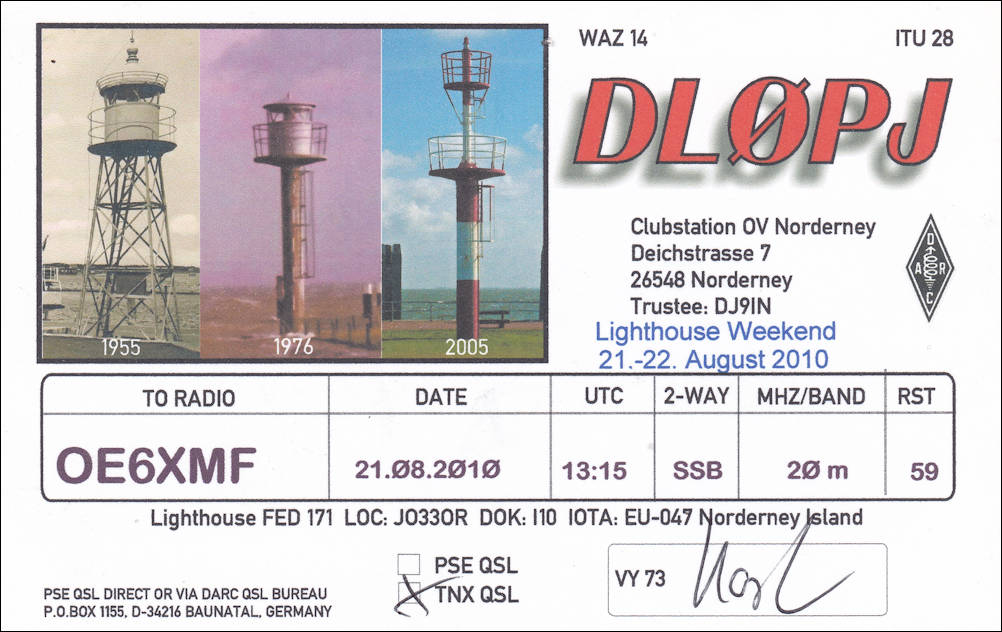 1955
1976
2005
WAZ 14
ITU 28
DLØPJ
Clubstation OV Norderney
Deichstrasse 7
26548 Norderney
Trustee: DJ9IN
D
A R
C
Lighthouse Weekend
21.-22. August 2010
TO RADIO DATE UTC 2-WAY MHZ/BAND RST
OE6XMF 21.Ø8.2Ø1Ø 13:15 SSB 2Ø m 59
Lighthouse FED 171 LOC: JO33OR DOK: I10 IOTA: EU-047 Norderney Island
PSE QSL
TNX QSL
VY 73
PSE QSL DIRECT OR VIA DARC QSL BUREAU
P.O.BOX 1155, D-34216 BAUNATAL, GERMANY